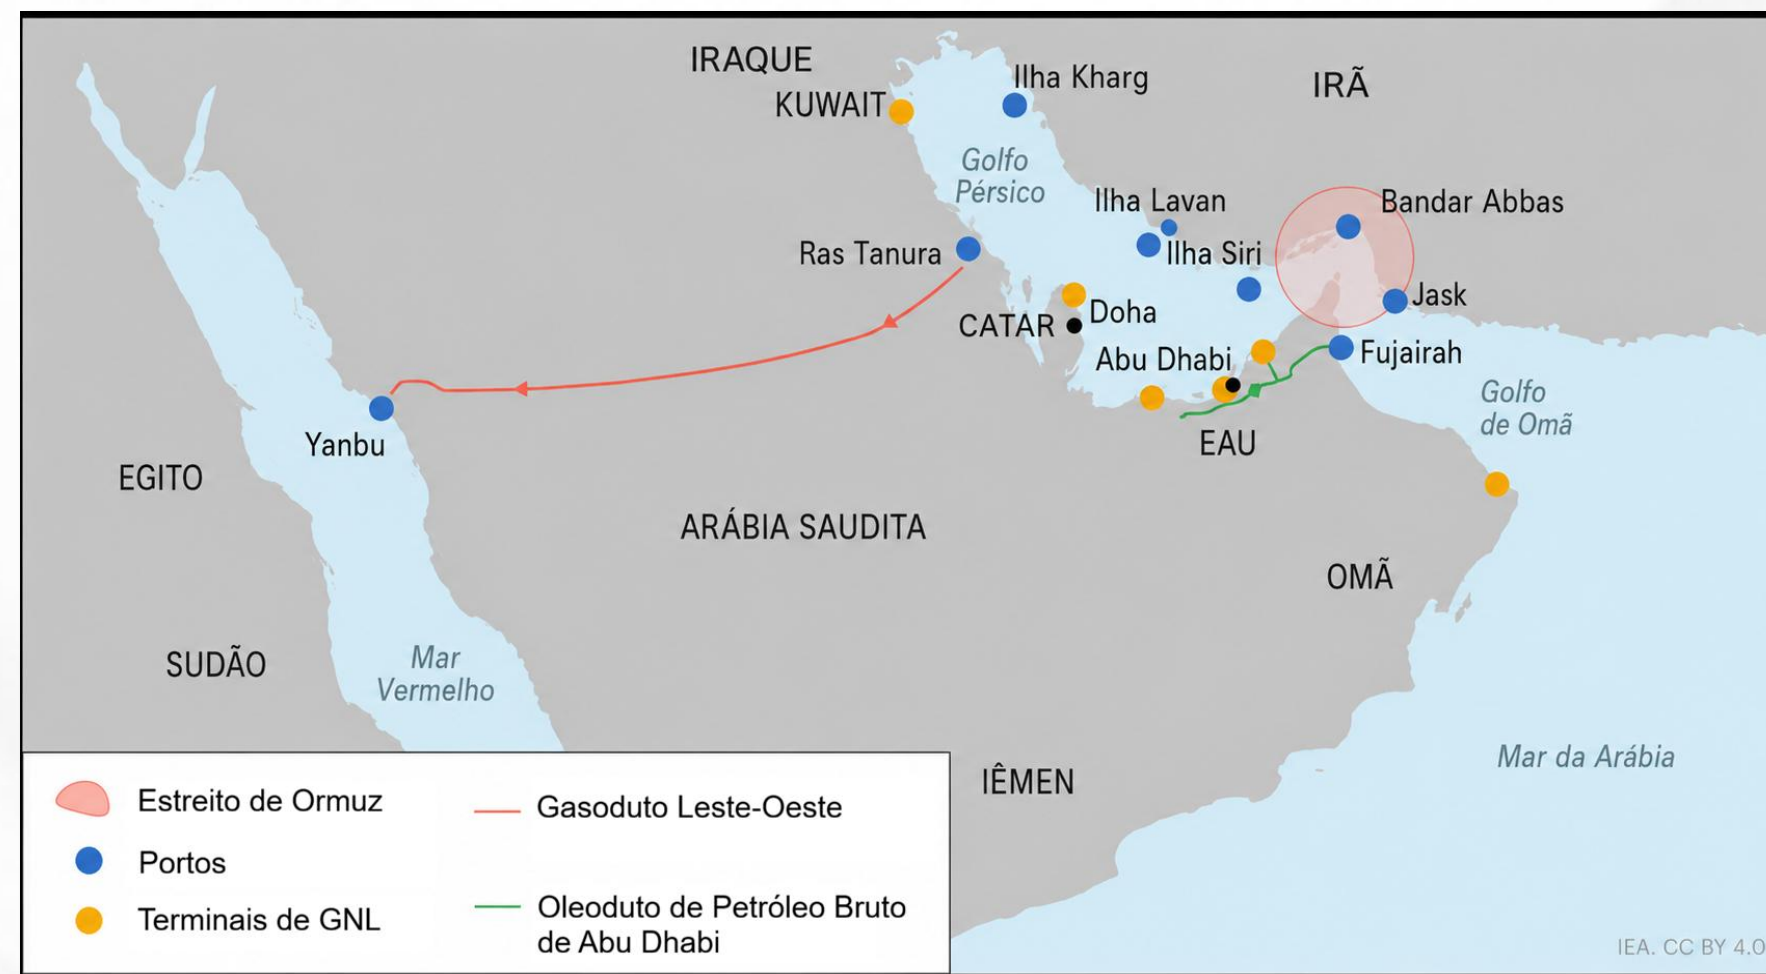 IRAQUE
KUWAIT
Ilha Kharg
IRÃ
Golfo
Pérsico
Ilha Lavan
Bandar Abbas
Ras Tanura
Ilha Siri
Jask
CATAR
Doha
Abu Dhabi
Fujairah
Golfo
de Omã
Yanbu
EAU
EGITO
ARÁBIA SAUDITA
OMÃ
SUDÃO
Mar
Vermelho
IÊMEN
Mar da Arábia
Estreito de Ormuz
Portos
Terminais de GNL
Gasoduto Leste-Oeste
Oleoduto de Petróleo Bruto
de Abu Dhabi
IEA. CC BY 4.0